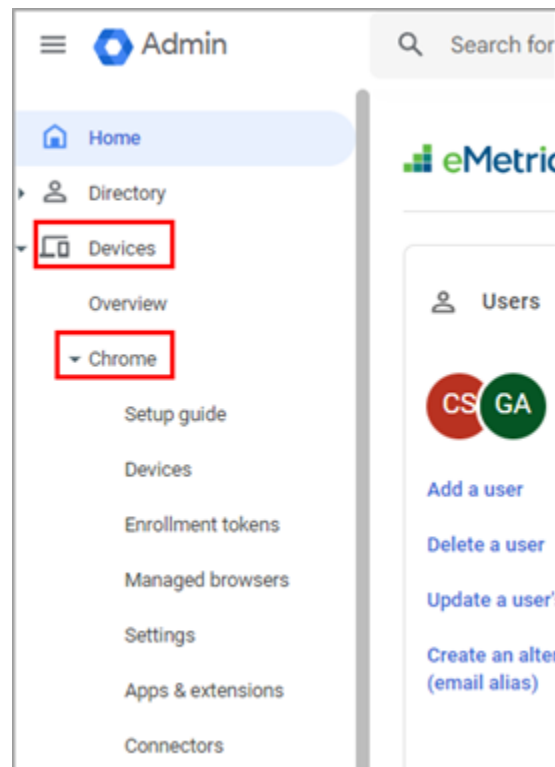 Admin
Search for
Home
Directory
Devices
Overview
Chrome
Setup guide
Devices
Enrollment tokens
Managed browsers
Settings
Apps & extensions
Connectors
eMetric
Users
CS GA
Add a user
Delete a user
Update a user'
Create an alter
(email alias)